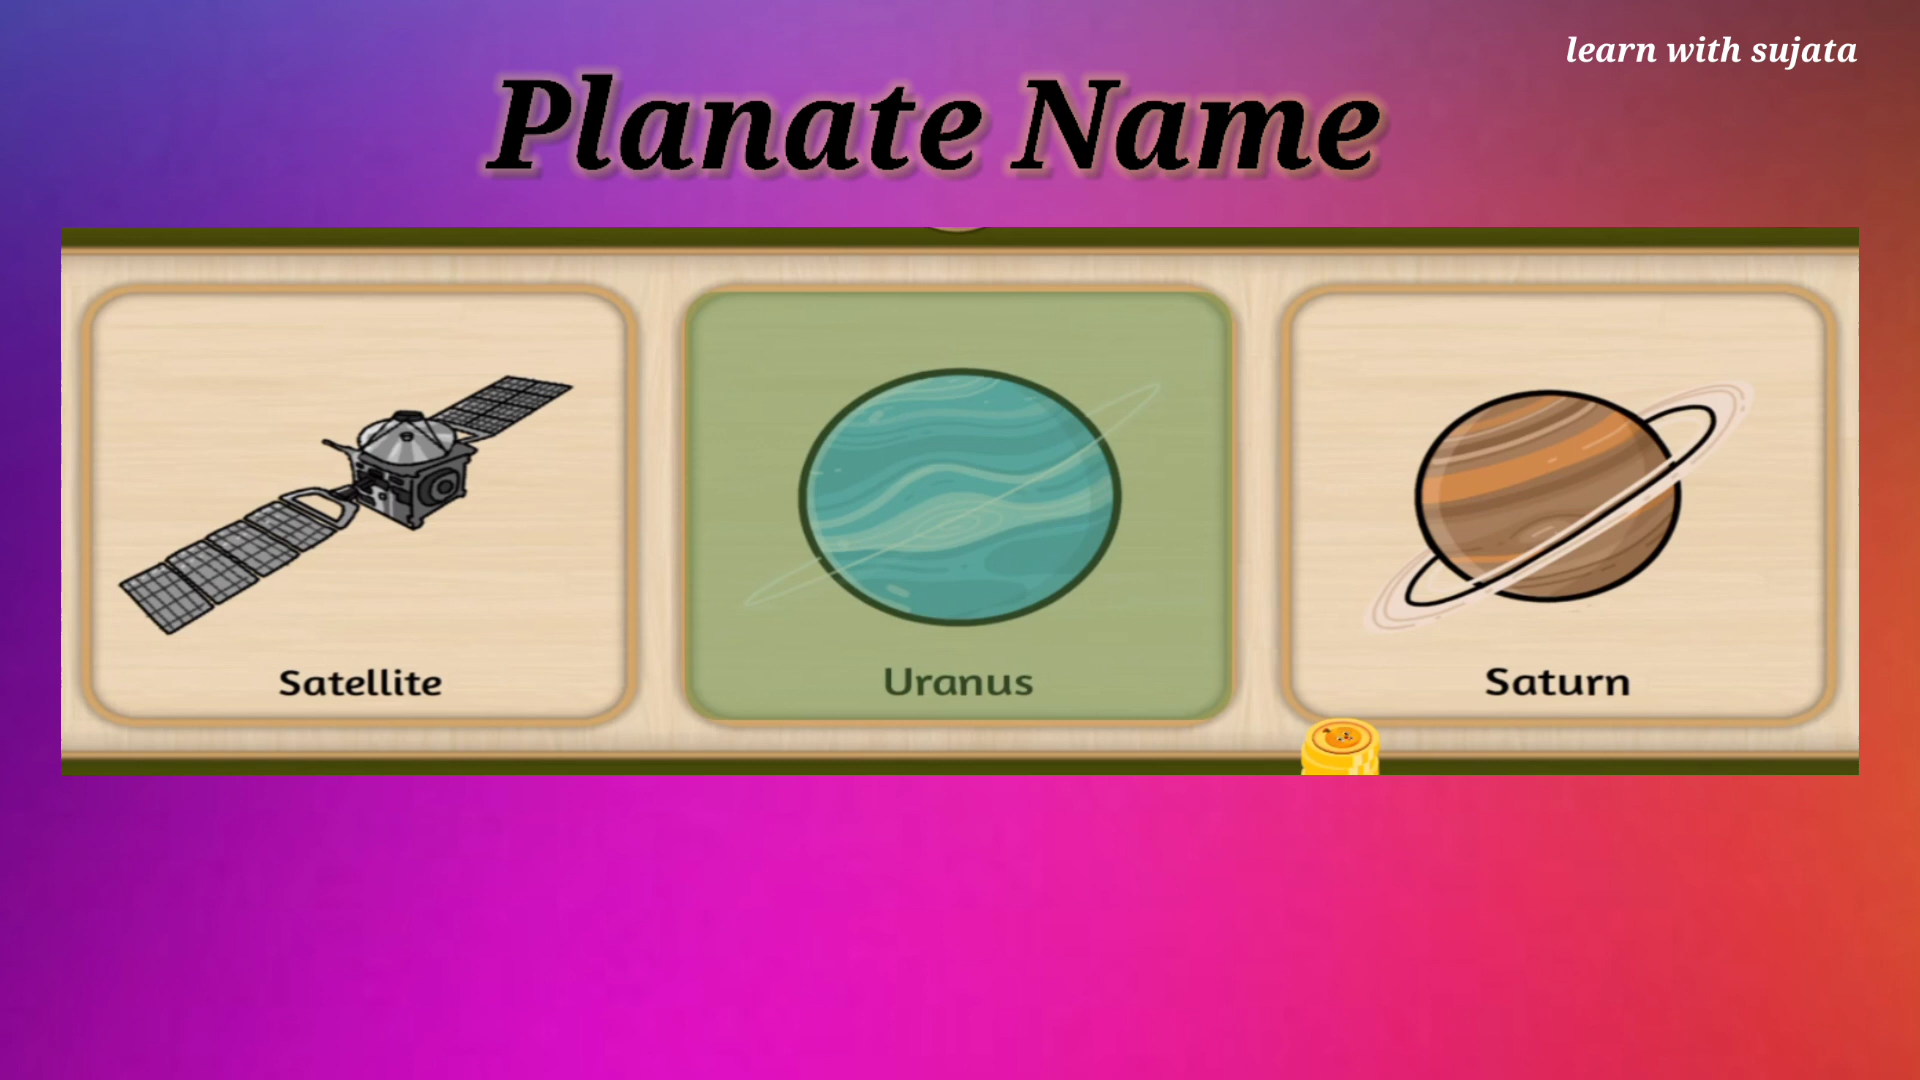 learn with sujata
Planate Name
Satellite
Uranus
Saturn